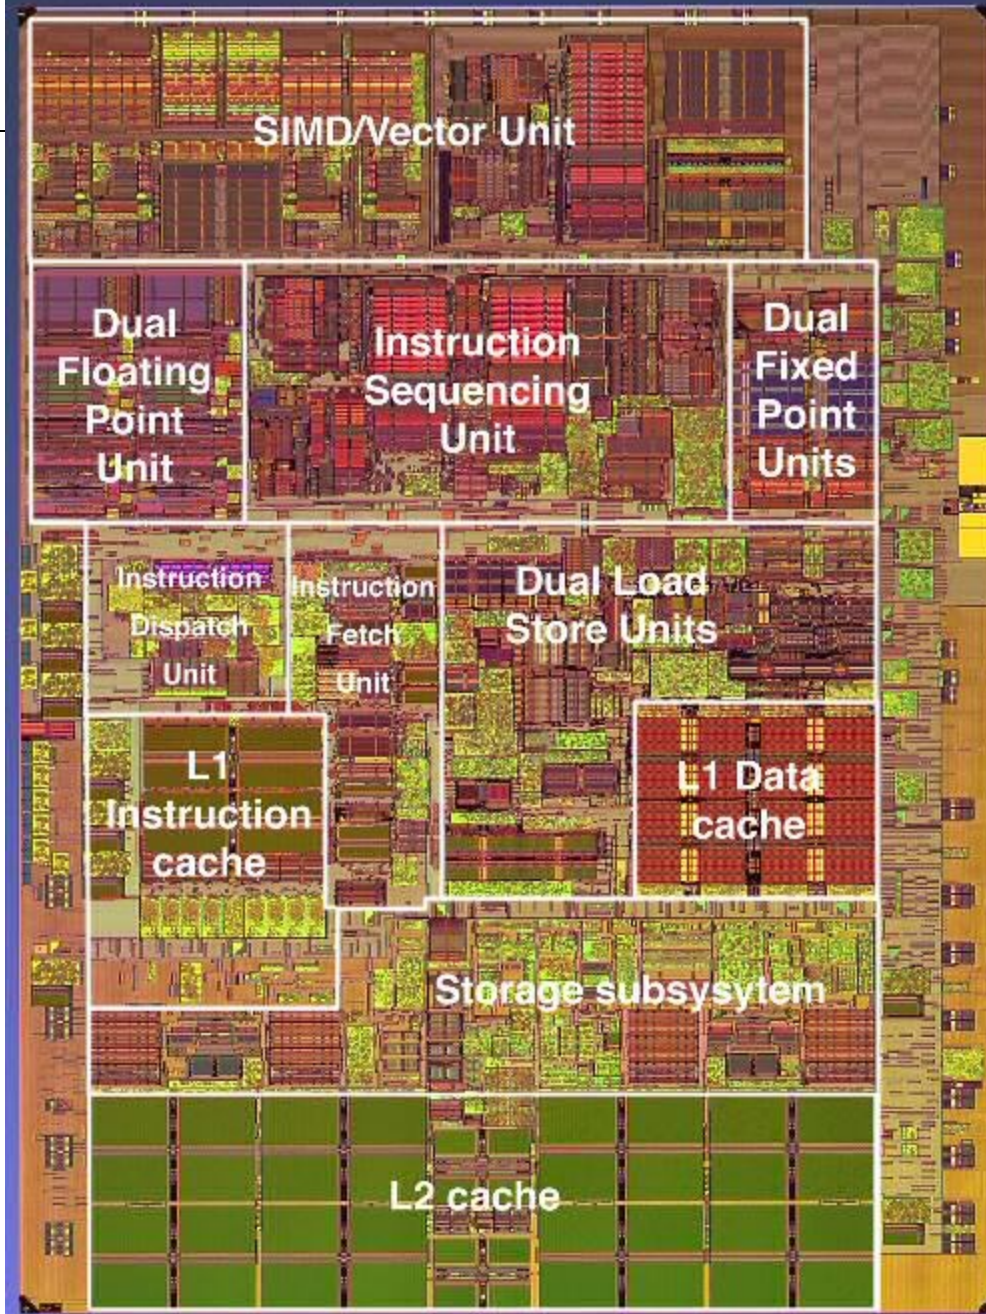 SIMD/Vector Unit
Dual
Floating
Point
Unit
Instruction
Sequencing
Unit
Dual
Fixed
Point
Units
Instruction
Dispatch
Unit
Instruction
Fetch
Unit
Dual Load
Store Units
L1
Instruction
cache
L1 Data
cache
Storage subsysytem
L2 cache